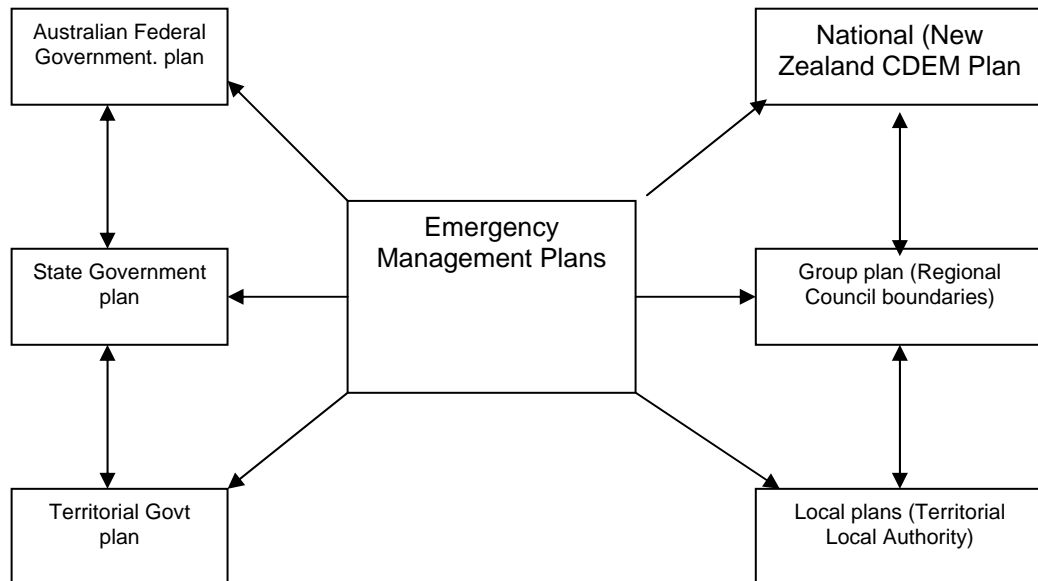 Australian Federal
Government. plan
National (New
Zealand CDEM Plan
Emergency
Management Plans
State Government
plan
Group plan (Regional
Council boundaries)
Territorial Govt
plan
Local plans (Territorial
Local Authority)